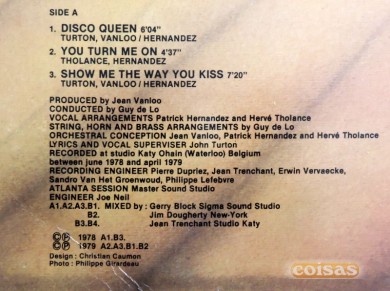 SIDE A
1. DISCO QUEEN 6'04"
TURTON, VANLOO / HERNANDEZ
2. YOU TURN ME ON 4'37"
THOLANCE, HERNANDEZ
3. SHOW ME THE WAY YOU KISS 7'20"
TURTON, VANLOO / HERNANDEZ
PRODUCED by Jean Vanloo
CONDUCTED by Guy de Lo
VOCAL ARRANGEMENTS Patrick Hernandez and Hervé Tholance
STRING, HORN AND BRASS ARRANGEMENTS by Guy de Lo
ORCHESTRAL CONCEPTION Jean Vanloo, Patrick Hernandez and Hervé Tholance
LYRICS AND VOCAL SUPERVISER John Turton
RECORDED at studio Katy Ohain (Waterloo) Belgium
between june 1978 and april 1979
RECORDING ENGINEER Pierre Dupriez, Jean Trenchant, Erwin Vervaecke,
Sandro Van Het Groenwoud, Philippe Lefebvre
ATLANTA SESSION Master Sound Studio
ENGINEER Joe Neil
A1.A2.A3.B1. MIXED by : Gerry Block Sigma Sound Studio
B2. Jim Dougherty New-York
B3.B4. Jean Trenchant Studio Katy
Ⓒ Ⓟ 1978 A1.B3.
Ⓒ Ⓟ 1979 A2.A3.B1.B2
Design : Christian Caumon
Photo : Philippe Girardeau
coisas